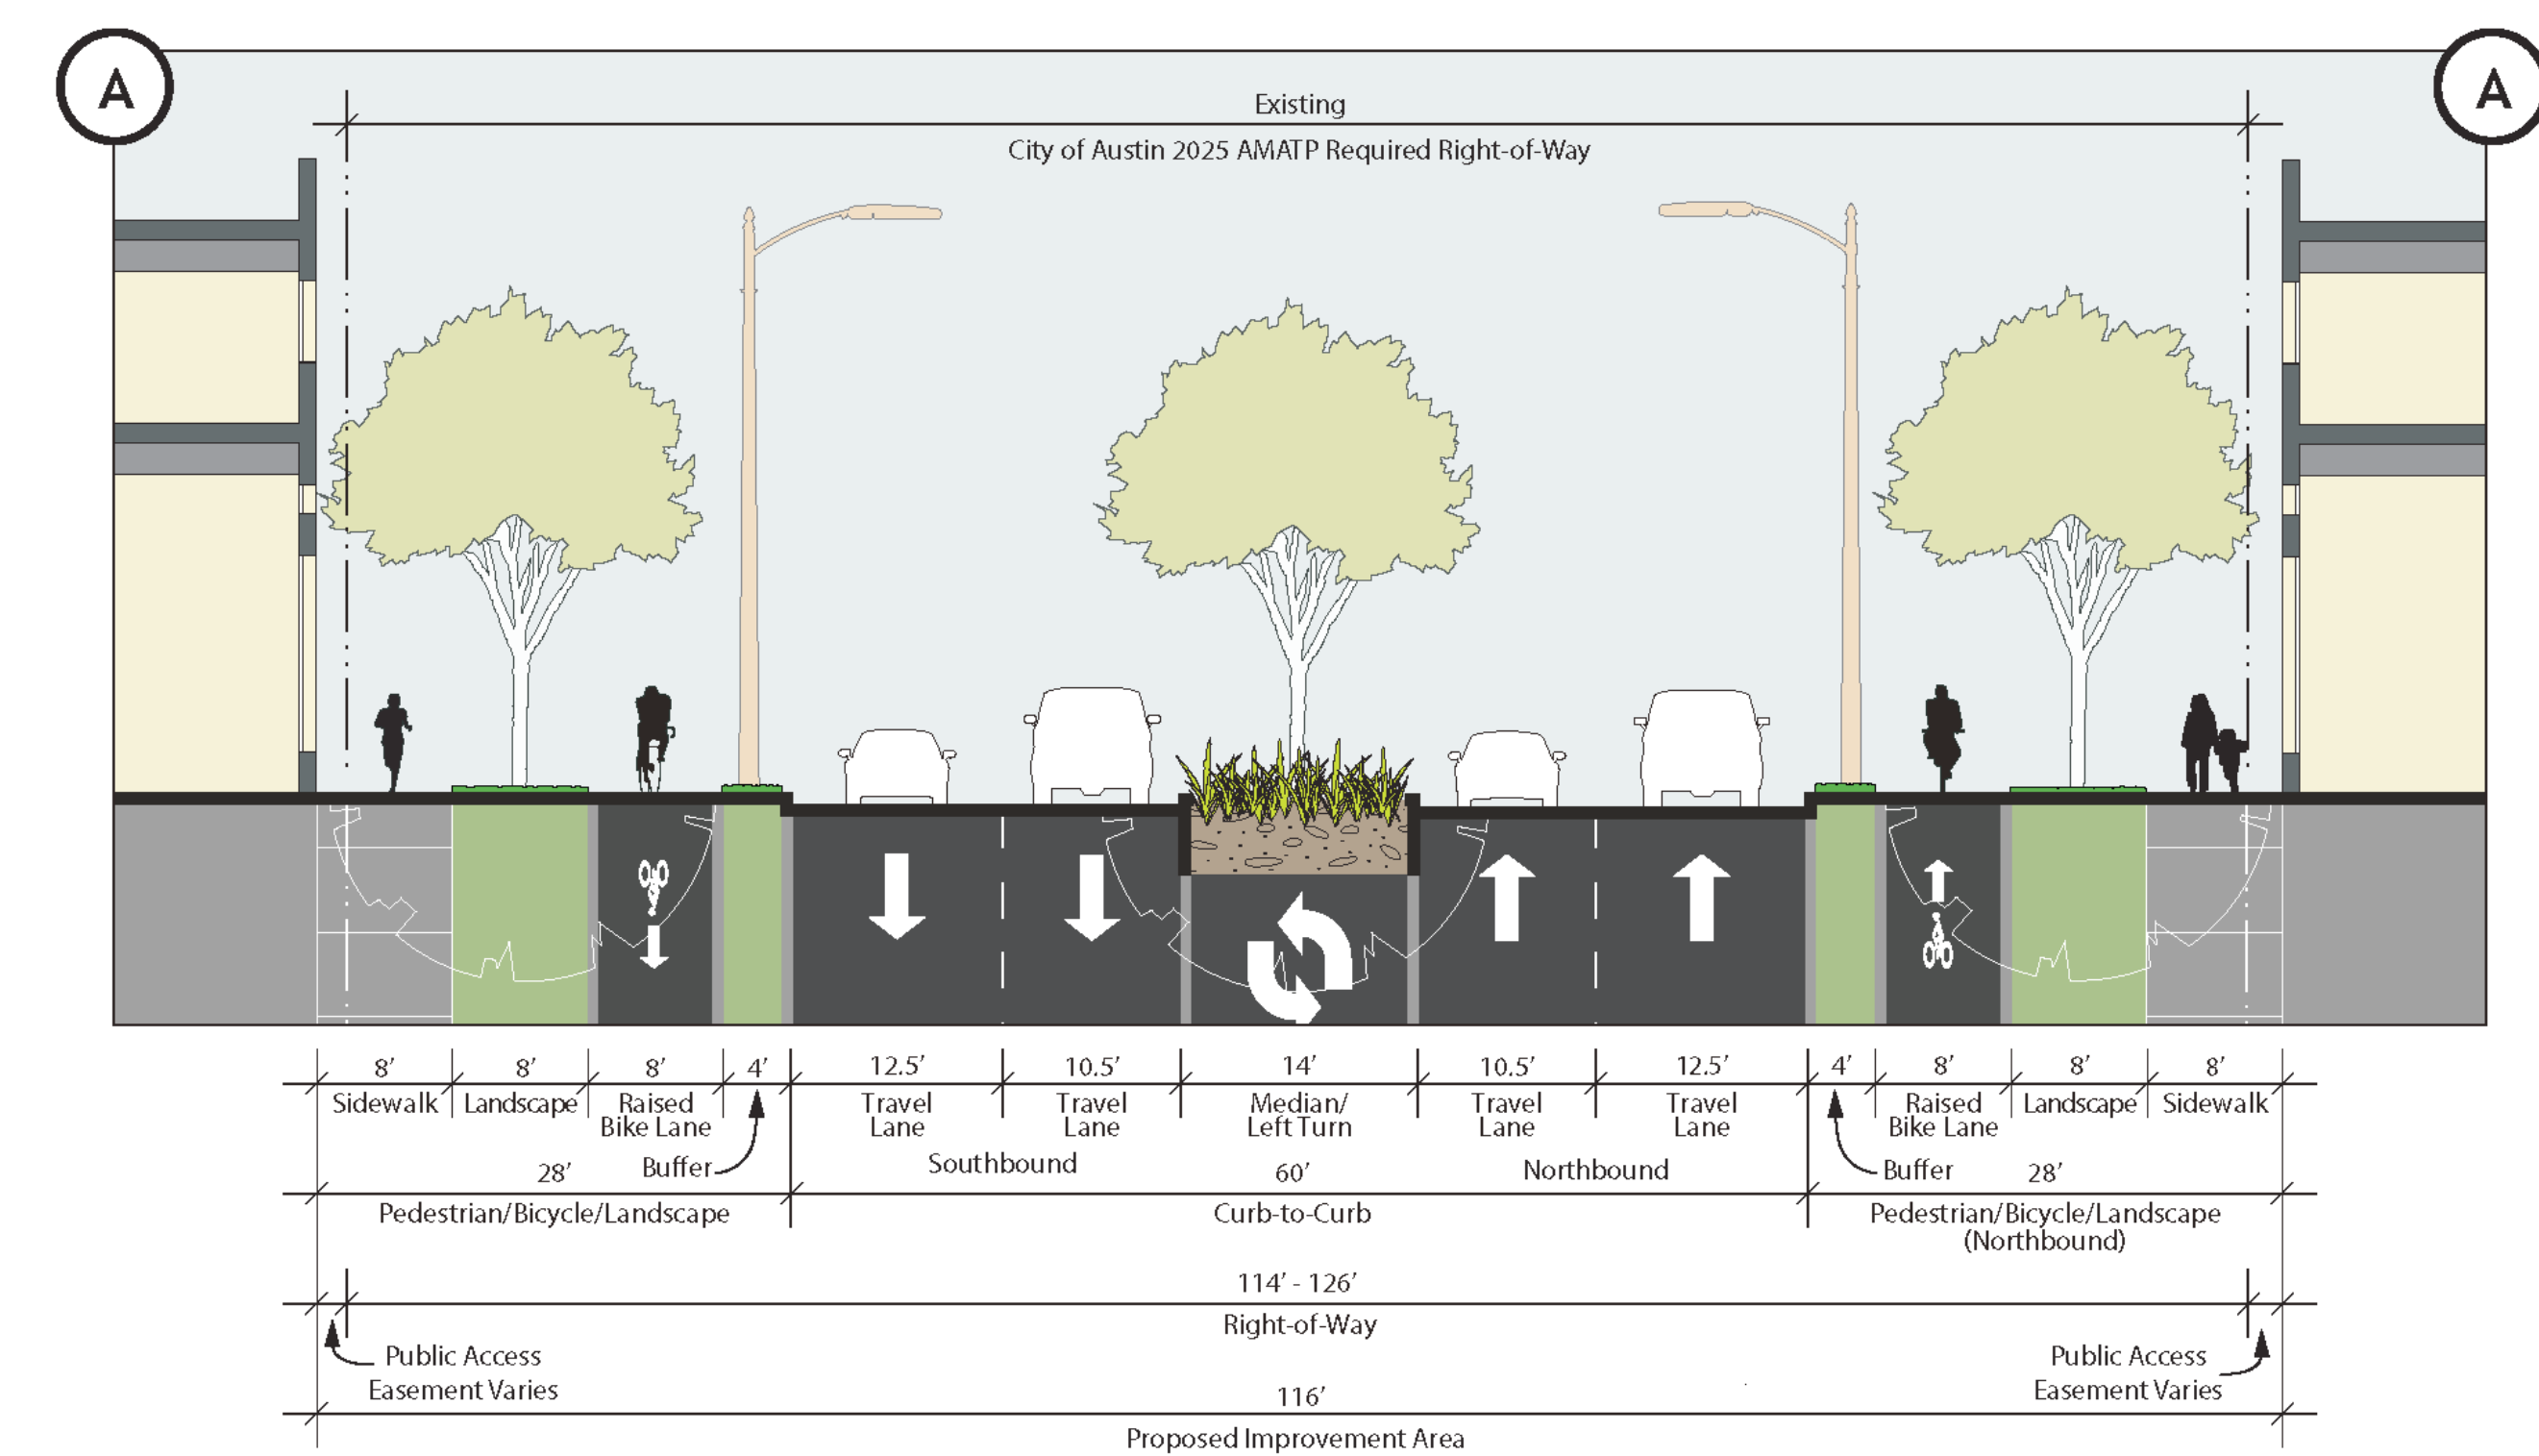 A
A
Existing
City of Austin 2025 AMATP Required Right-of-Way
8’ 8’ 8’ 4’ 12.5’ 10.5’ 14’ 10.5’ 12.5’ 4’ 8’ 8’ 8’
Sidewalk Landscape Raised Travel Travel Median/ Travel Travel Raised Landscape Sidewalk
Bike Lane Lane Lane Left Turn Lane Lane Bike Lane
28’ Buffer Southbound 60’ Northbound Buffer 28’
Pedestrian/Bicycle/Landscape Curb-to-Curb Pedestrian/Bicycle/Landscape
(Northbound)
114’ - 126’
Right-of-Way
Public Access Public Access
Easement Varies Easement Varies
116’
Proposed Improvement Area